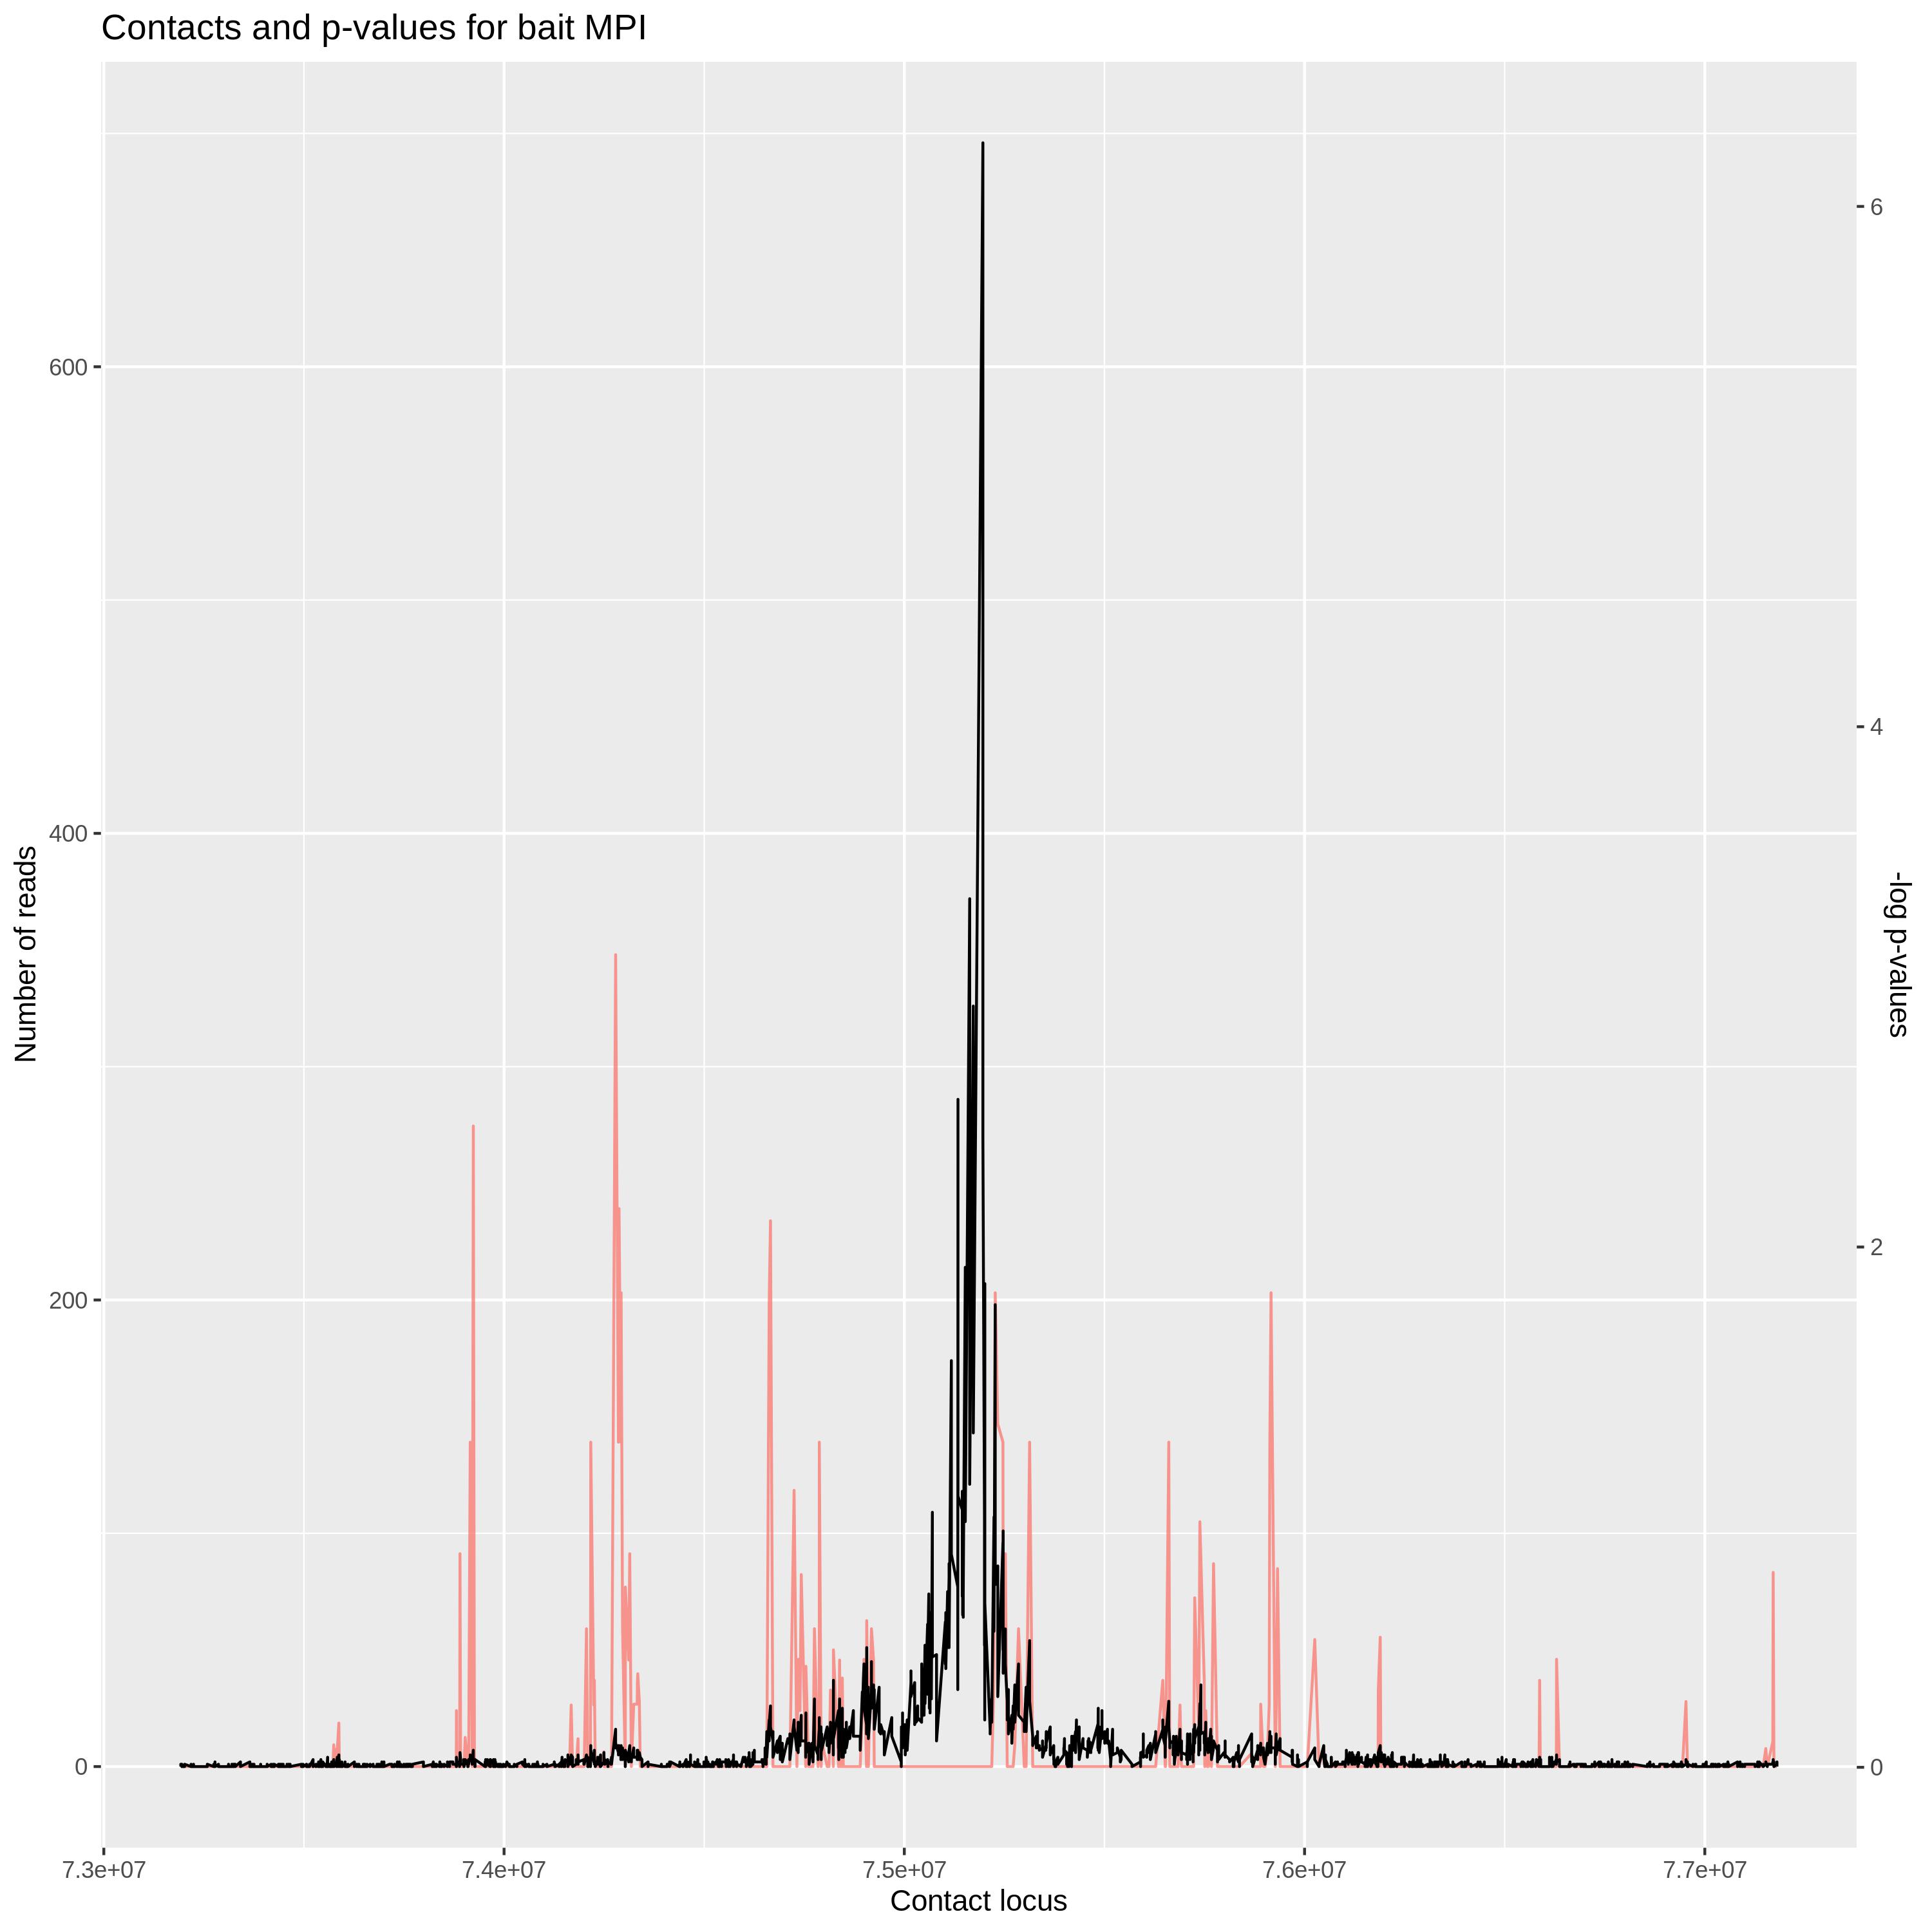 Contacts and p-values for bait MPI
600
400
200
0
Number of reads
6
4
2
0
-log p-values
7.3e+07
7.4e+07
7.5e+07
7.6e+07
7.7e+07
Contact locus